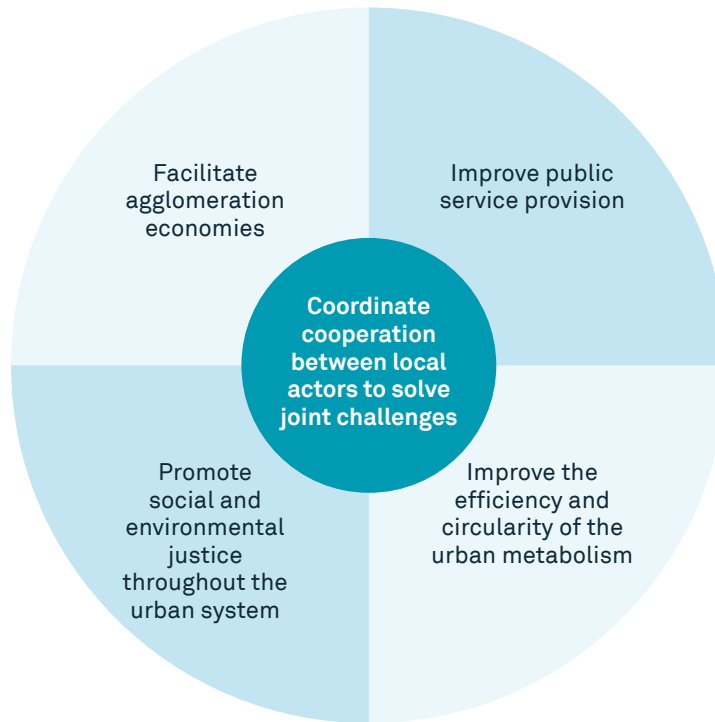 Facilitate
agglomeration
economies
Improve public
service provision
Coordinate
cooperation
between local
actors to solve
joint challenges
Promote
social and
environmental
justice
throughout the
urban system
Improve the
efficiency and
circularity of the
urban metabolism